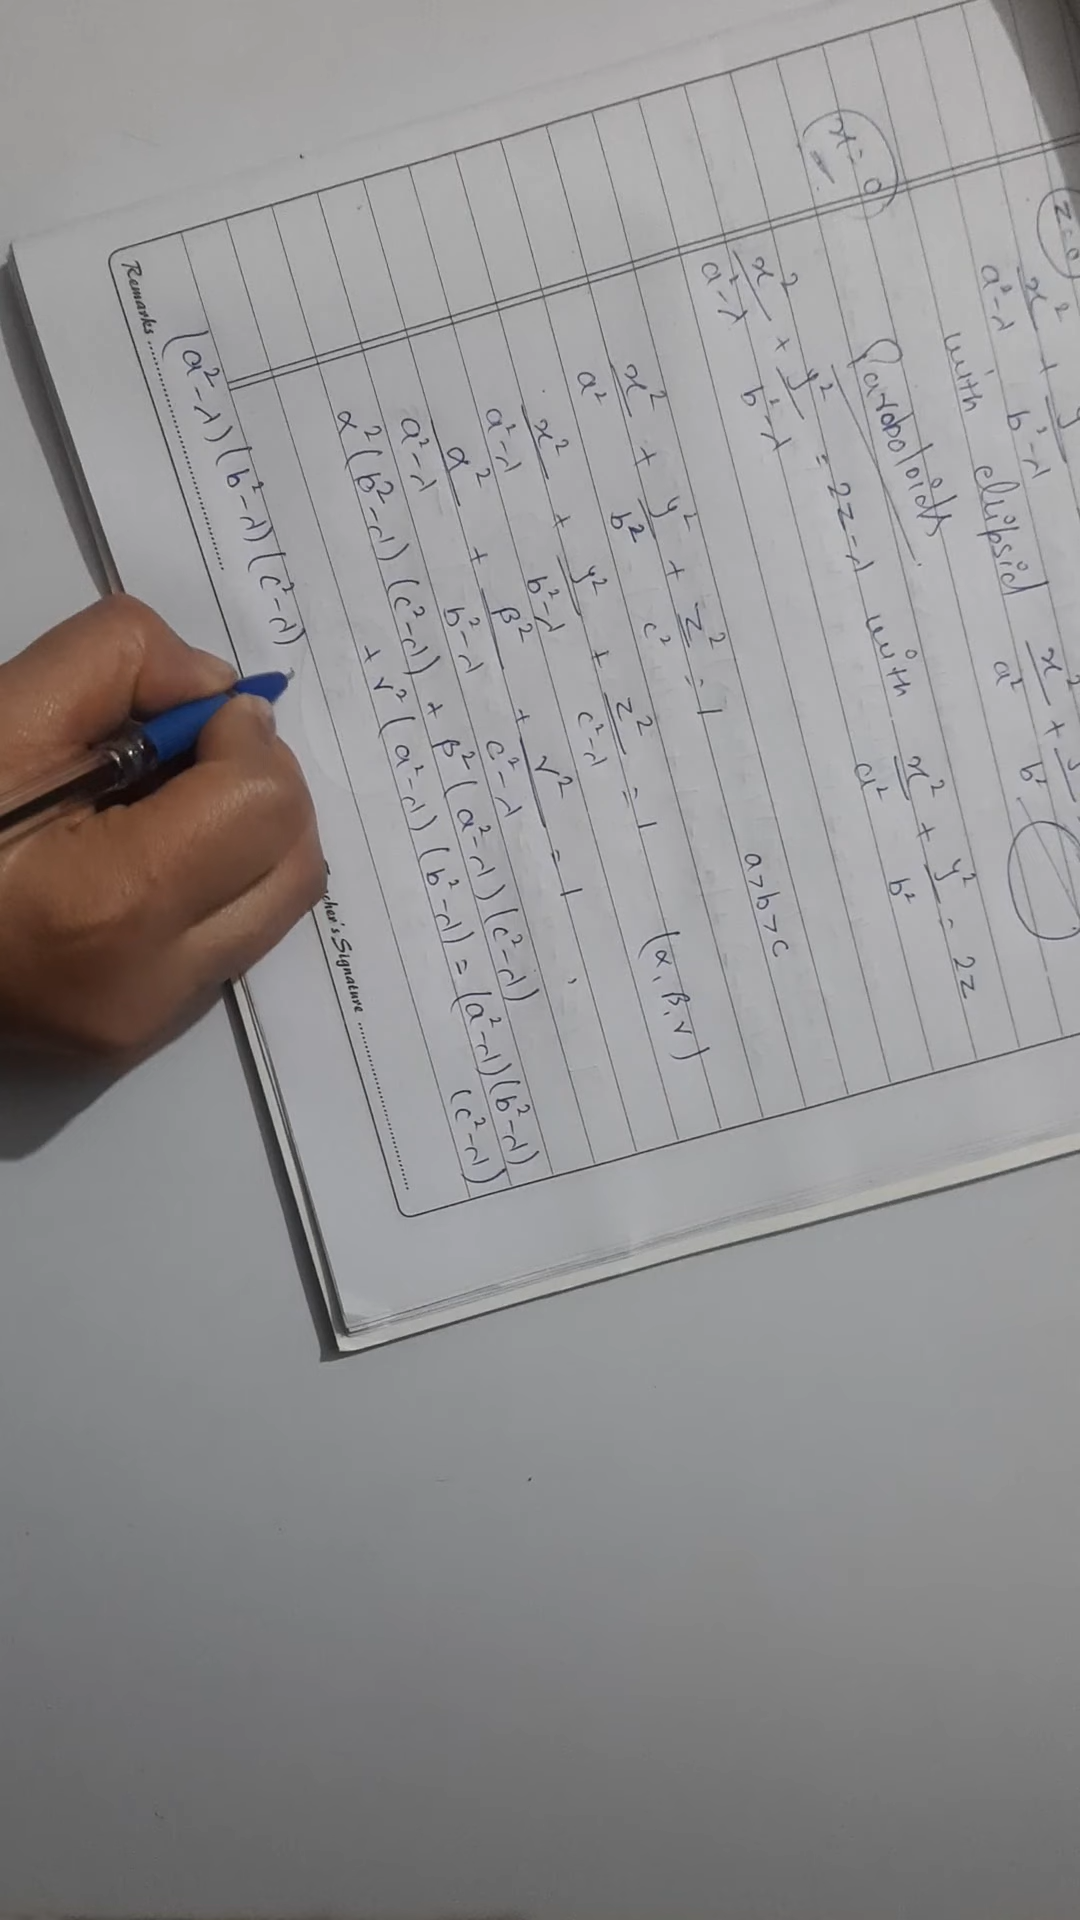 z=0
x²/(a²-λ) + y/(b²-λ)
with ellipsid x²/a² + y/b²
Paraboloids
x=0
x²/(a²-λ) + y²/(b²-λ) = 2z-λ with x²/a² + y²/b² = 2z
x²/a² + y²/b² + z²/c² = 1 a>b>c
x²/(a²-λ) + y²/(b²-λ) + z²/(c²-λ) = 1 (α, β, γ)
α²/(a²-λ) + β²/(b²-λ) + γ²/(c²-λ) = 1
α²(b²-λ)(c²-λ) + β²(a²-λ)(c²-λ)
+ γ²(a²-λ)(b²-λ) = (a²-λ)(b²-λ)
(c²-λ)
(a²-λ)(b²-λ)(c²-λ) -
Remarks
cher's Signature